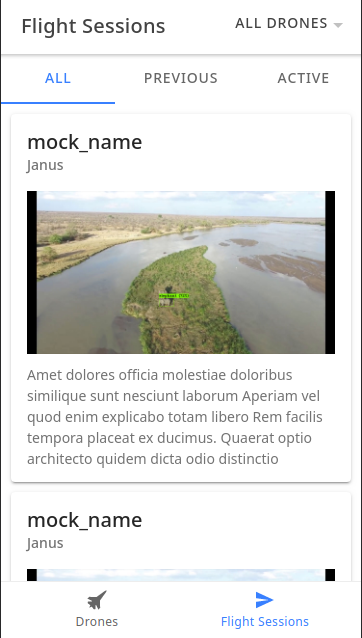 Flight Sessions
ALL DRONES
ALL
PREVIOUS
ACTIVE
mock_name
Janus
Amet dolores officia molestiae doloribus
similique sunt nesciunt laborum Aperiam vel
quod enim explicabo totam libero Rem facilis
tempora placeat ex ducimus. Quaerat optio
architecto quidem dicta odio distinctio
mock_name
Janus
Drones
Flight Sessions